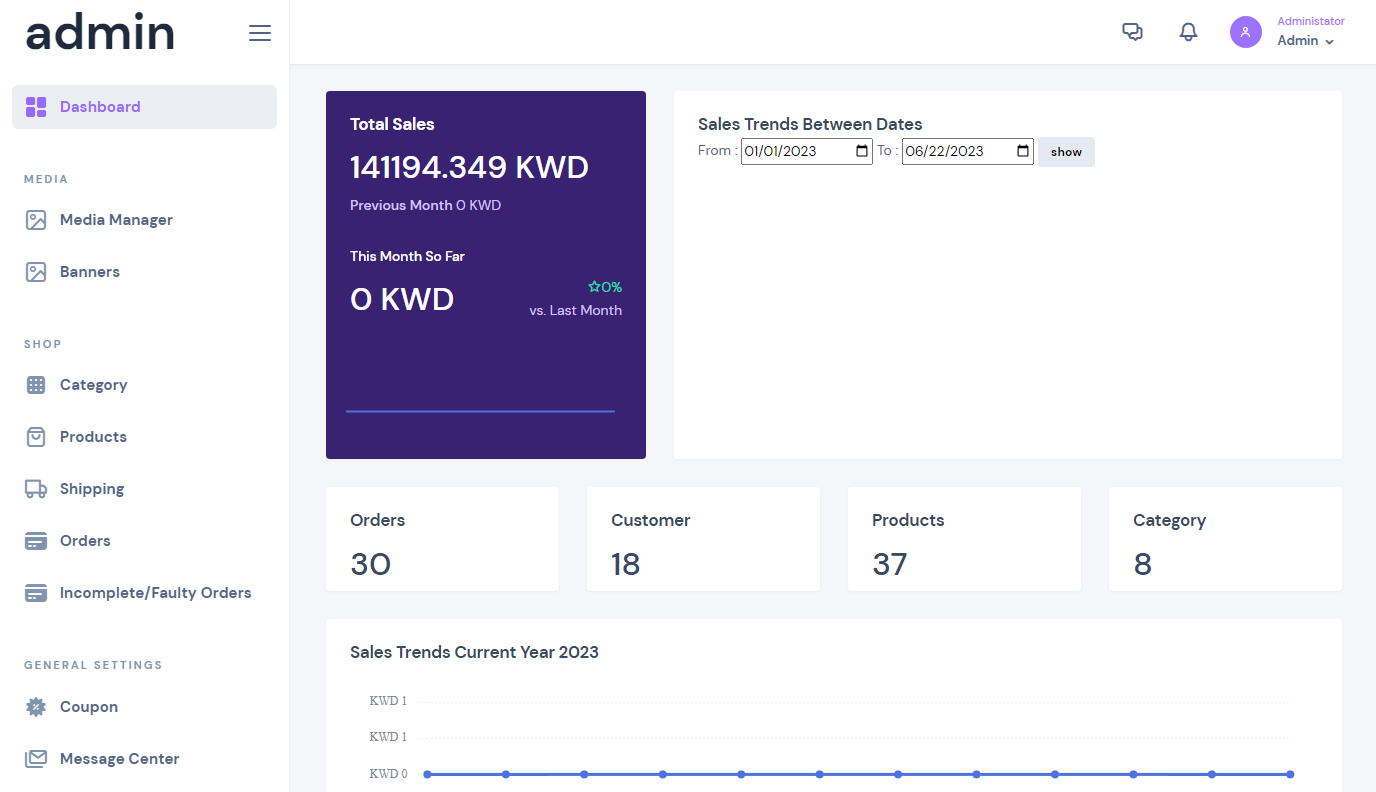 admin
Administator
Admin
Dashboard
MEDIA
Media Manager
Banners
SHOP
Category
Products
Shipping
Orders
Incomplete/Faulty Orders
GENERAL SETTINGS
Coupon
Message Center
Total Sales
141194.349 KWD
Previous Month 0 KWD
This Month So Far
0 KWD
0%
vs. Last Month
Sales Trends Between Dates
From : 01/01/2023 To : 06/22/2023 show
Orders
30
Customer
18
Products
37
Category
8
Sales Trends Current Year 2023
KWD 1
KWD 1
KWD 0